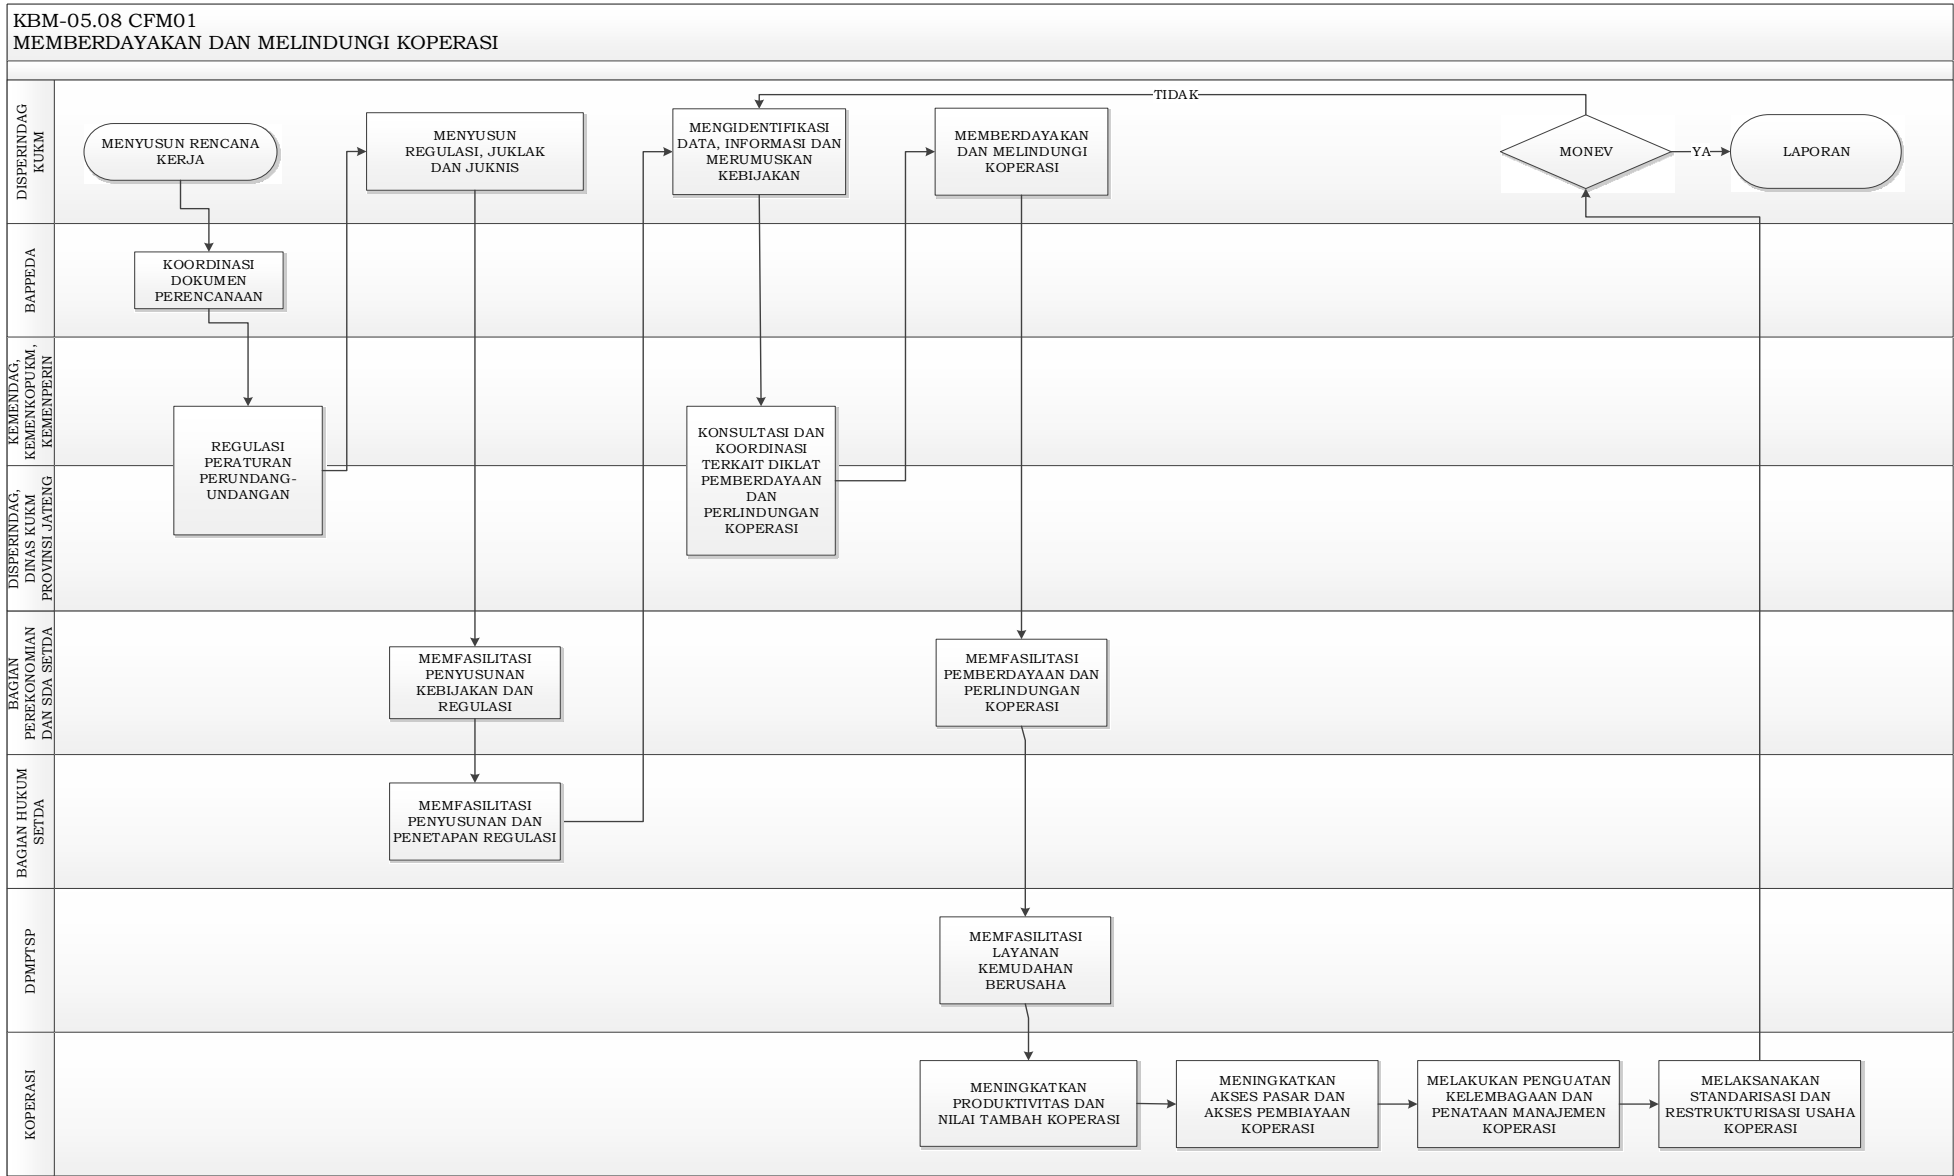 KBM-05.08 CFM01
MEMBERDAYAKAN DAN MELINDUNGI KOPERASI
DISPERINDAG
KUKM
MENYUSUN RENCANA
KERJA
MENYUSUN
REGULASI, JUKLAK
DAN JUKNIS
MENGIDENTIFIKASI
DATA, INFORMASI DAN
MERUMUSKAN
KEBIJAKAN
MEMBERDAYAKAN
DAN MELINDUNGI
KOPERASI
TIDAK
MONEV
YA
LAPORAN
BAPPEDA
KOORDINASI
DOKUMEN
PERENCANAAN
KEMENDAG,
KEMENKOPUKM,
KEMENPERIN
REGULASI
PERATURAN
PERUNDANG-
UNDANGAN
KONSULTASI DAN
KOORDINASI
TERKAIT DIKLAT
PEMBERDAYAAN
DAN
PERLINDUNGAN
KOPERASI
DISPERINDAG,
DINAS KUKM
PROVINSI JATENG
BAGIAN
PEREKONOMIAN
DAN SDA SETDA
MEMFASILITASI
PENYUSUNAN
KEBIJAKAN DAN
REGULASI
MEMFASILITASI
PEMBERDAYAAN DAN
PERLINDUNGAN
KOPERASI
BAGIAN HUKUM
SETDA
MEMFASILITASI
PENYUSUNAN DAN
PENETAPAN REGULASI
DPMPTSP
MEMFASILITASI
LAYANAN
KEMUDAHAN
BERUSAHA
KOPERASI
MENINGKATKAN
PRODUKTIVITAS DAN
NILAI TAMBAH KOPERASI
MENINGKATKAN
AKSES PASAR DAN
AKSES PEMBIAYAAN
KOPERASI
MELAKUKAN PENGUATAN
KELEMBAGAAN DAN
PENATAAN MANAJEMEN
KOPERASI
MELAKSANAKAN
STANDARISASI DAN
RESTRUKTURISASI USAHA
KOPERASI